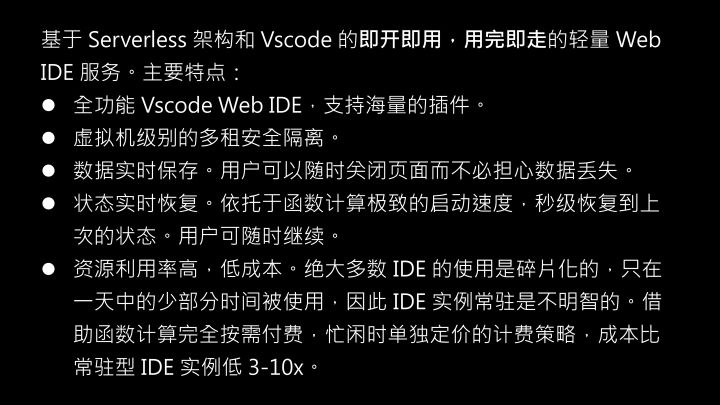 基于 Serverless 架构和 Vscode 的即开即用，用完即走的轻量 Web
IDE 服务。主要特点：
● 全功能 Vscode Web IDE，支持海量的插件。
● 虚拟机级别的多租安全隔离。
● 数据实时保存。用户可以随时关闭页面而不必担心数据丢失。
● 状态实时恢复。依托于函数计算极致的启动速度，秒级恢复到上
次的状态。用户可随时继续。
● 资源利用率高，低成本。绝大多数 IDE 的使用是碎片化的，只在
一天中的少部分时间被使用，因此 IDE 实例常驻是不明智的。借
助函数计算完全按需付费，忙闲时单独定价的计费策略，成本比
常驻型 IDE 实例低 3-10x。